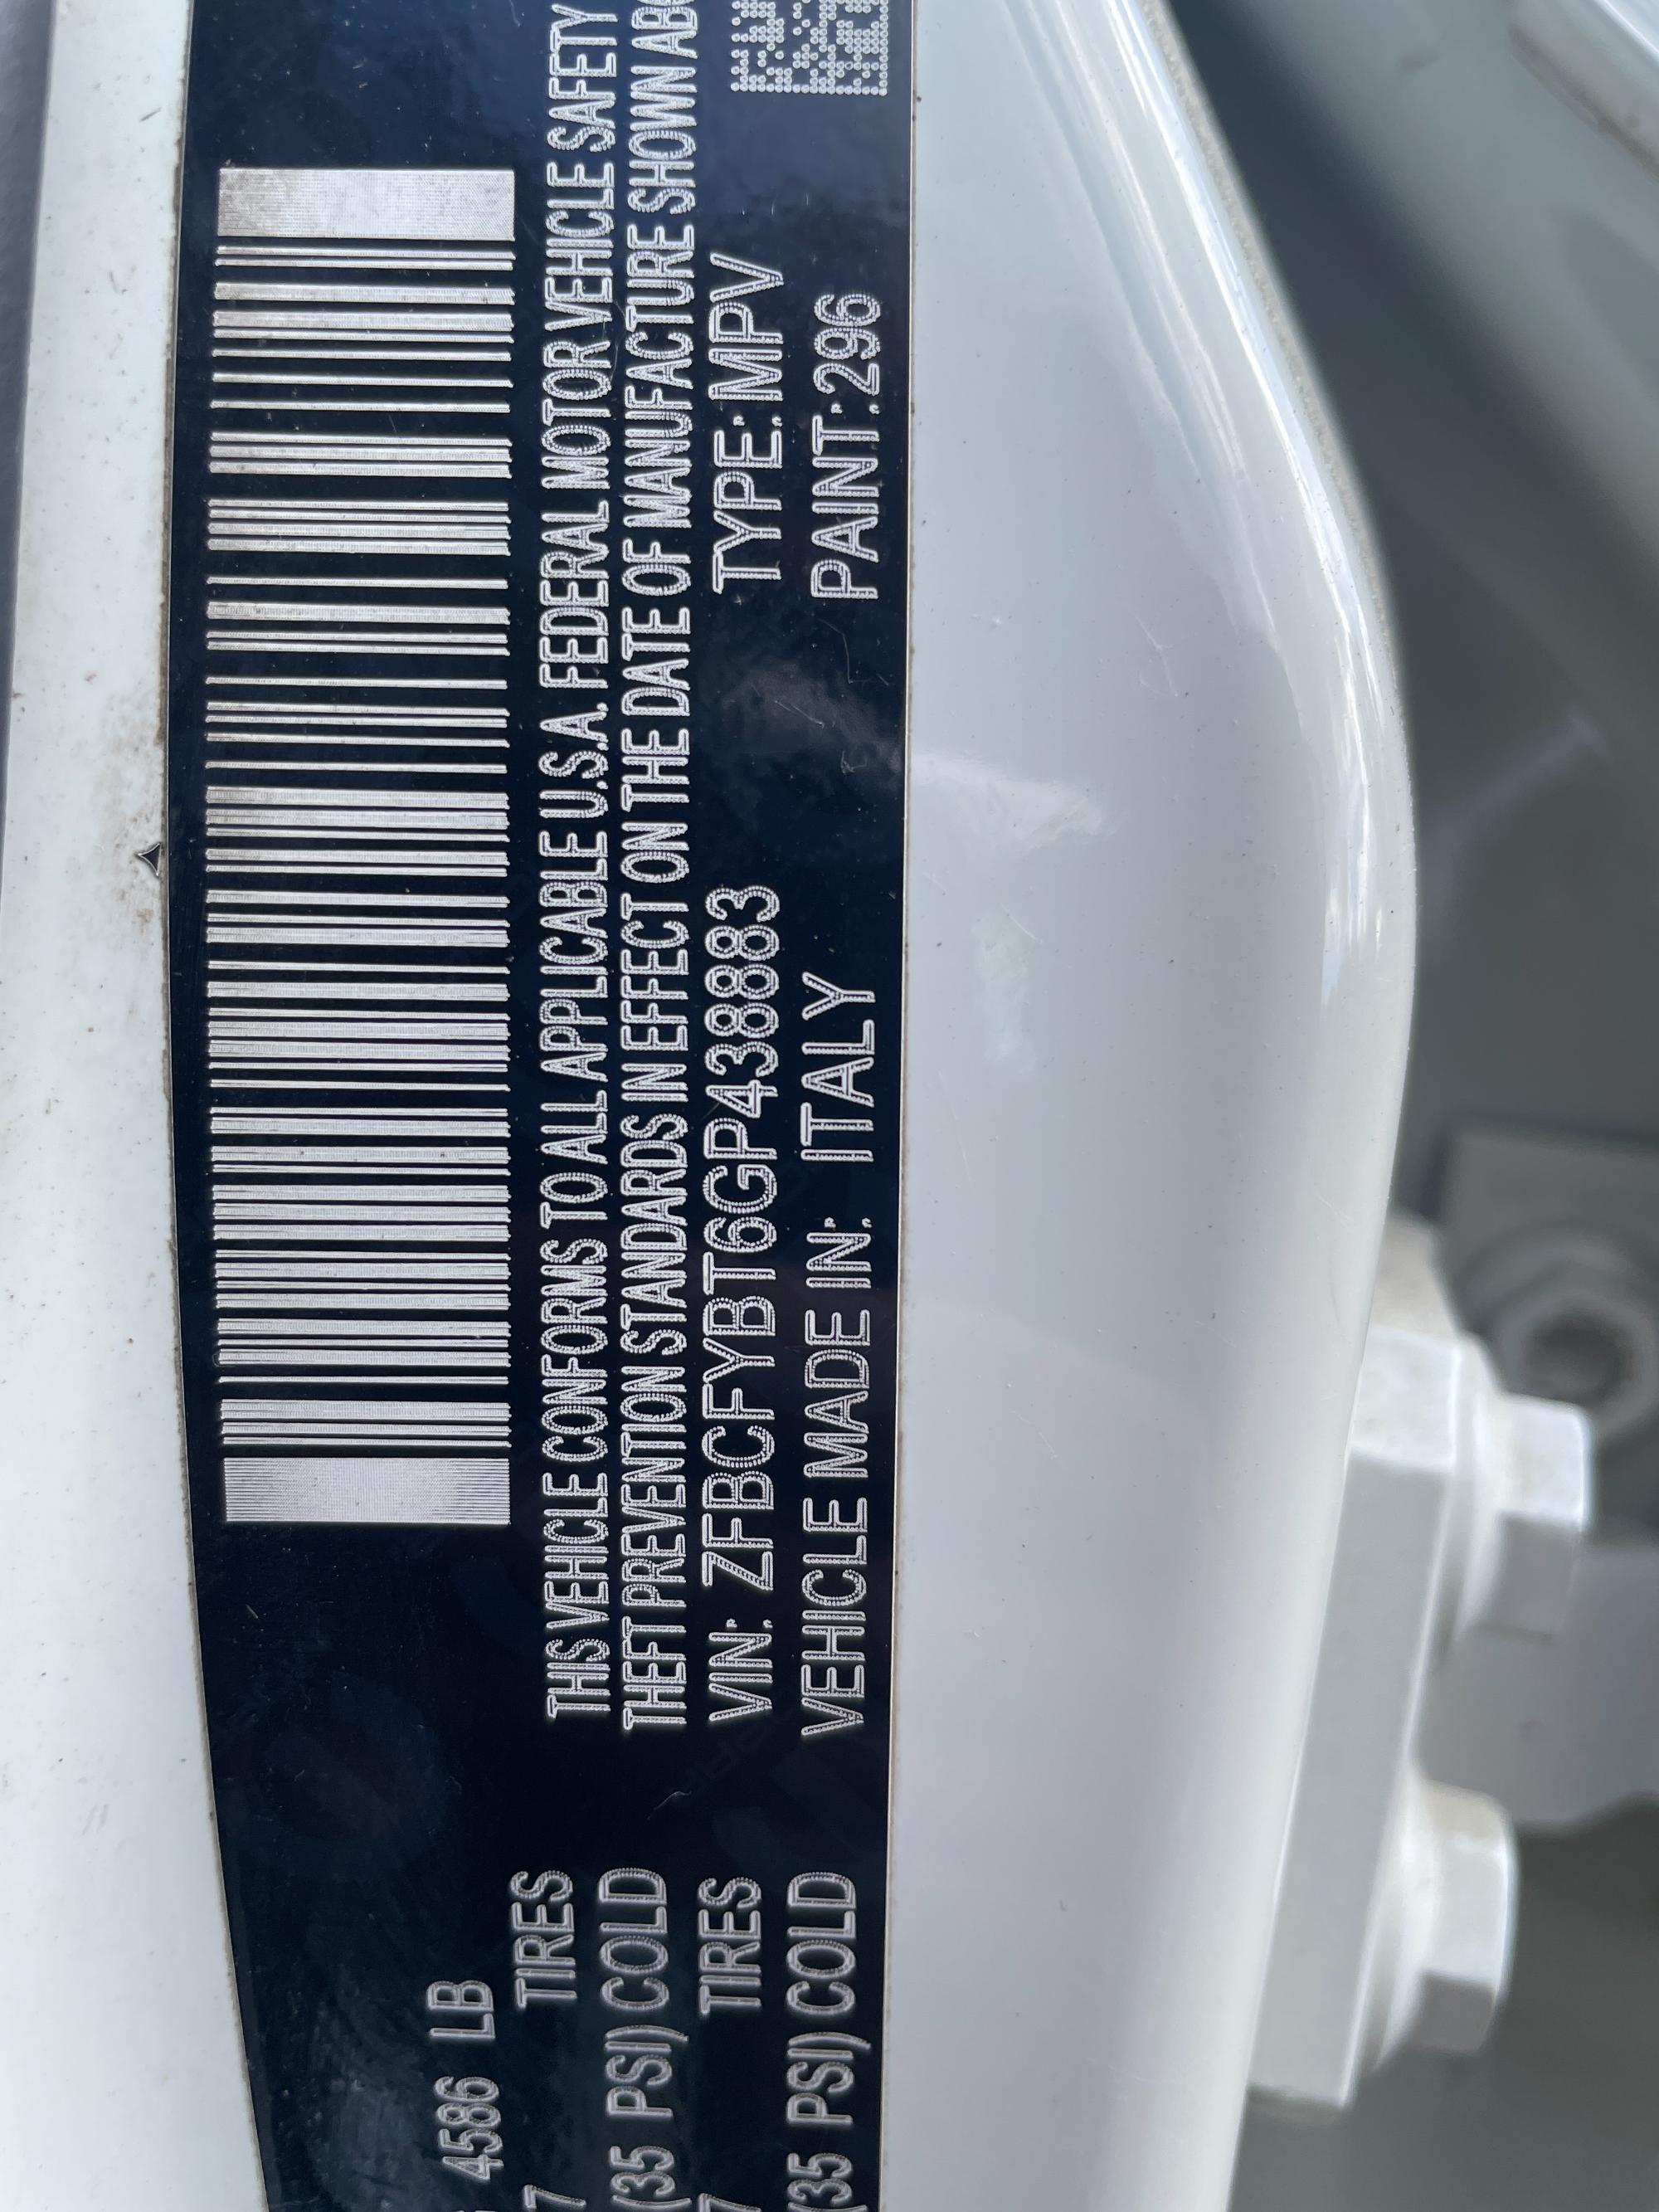 4586 LB
TIRES
(35 PSI) COLD
TIRES
(35 PSI) COLD
THIS VEHICLE CONFORMS TO ALL APPLICABLE U.S.A. FEDERAL MOTOR VEHICLE SAFETY
THEFT PREVENTION STANDARDS IN EFFECT ON THE DATE OF MANUFACTURE SHOWN
VIN: ZFBCFYBT6GP438883 TYPE: MPV
VEHICLE MADE IN: ITALY PAINT: 296